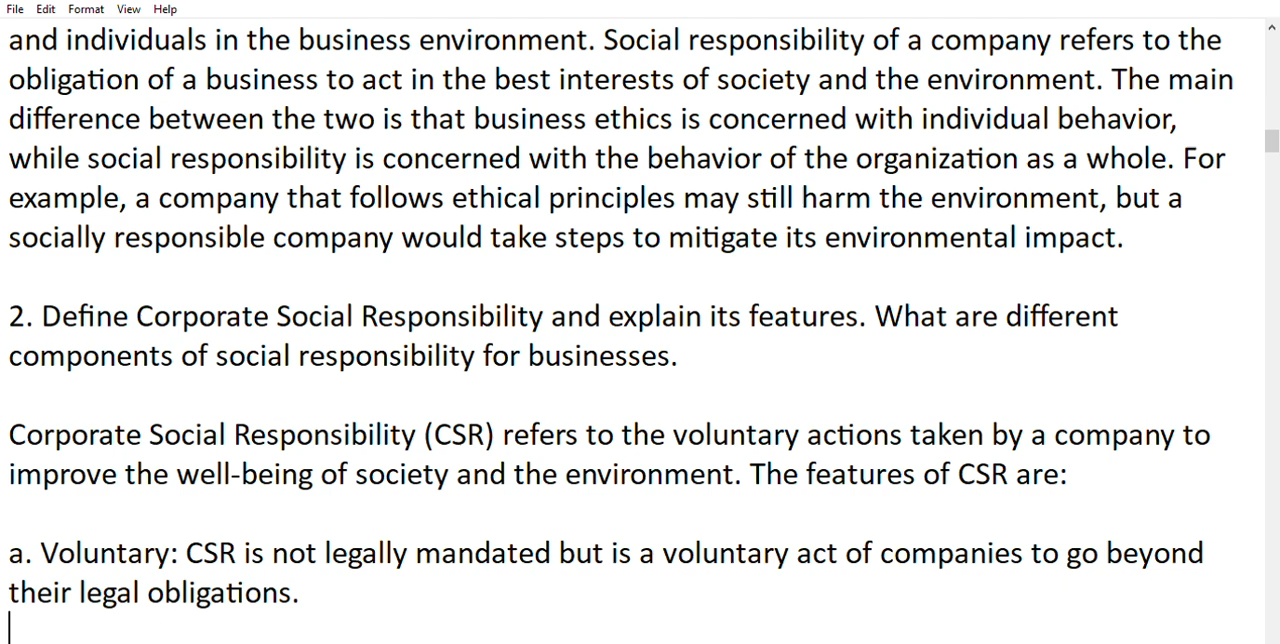 File Edit Format View Help
and individuals in the business environment. Social responsibility of a company refers to the
obligation of a business to act in the best interests of society and the environment. The main
difference between the two is that business ethics is concerned with individual behavior,
while social responsibility is concerned with the behavior of the organization as a whole. For
example, a company that follows ethical principles may still harm the environment, but a
socially responsible company would take steps to mitigate its environmental impact.
2. Define Corporate Social Responsibility and explain its features. What are different
components of social responsibility for businesses.
Corporate Social Responsibility (CSR) refers to the voluntary actions taken by a company to
improve the well-being of society and the environment. The features of CSR are:
a. Voluntary: CSR is not legally mandated but is a voluntary act of companies to go beyond
their legal obligations.